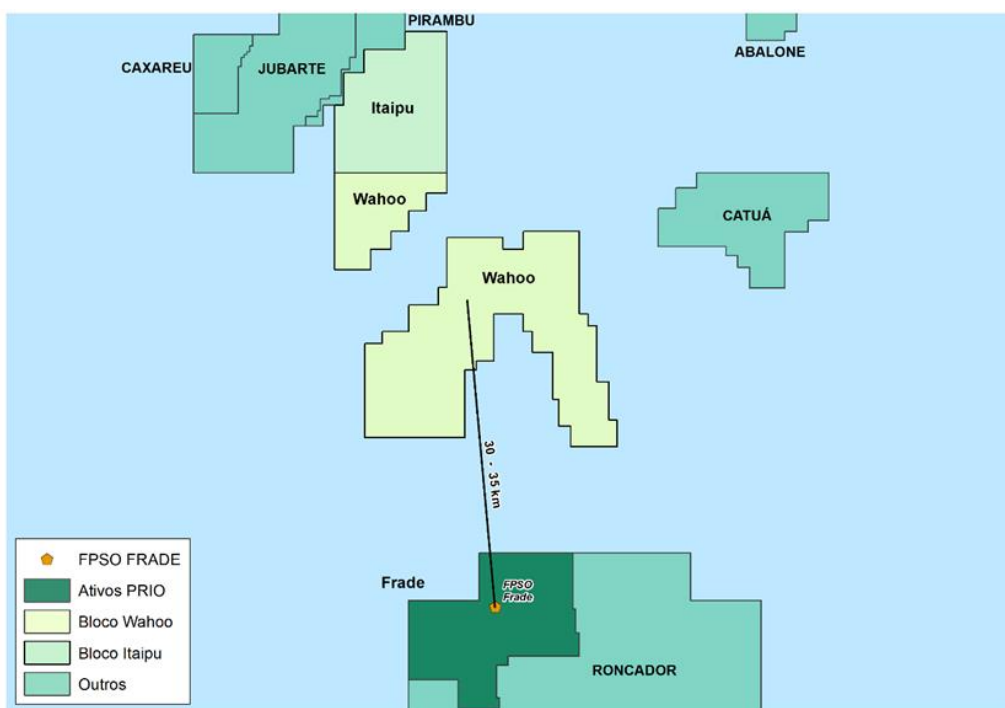 PIRAMBU
ABALONE
CAXAREU
JUBARTE
Itaipu
Wahoo
CATUÁ
Wahoo
30 - 35 km
Frade
FPSO
Frade
RONCADOR
FPSO FRADE
Ativos PRIO
Bloco Wahoo
Bloco Itaipu
Outros